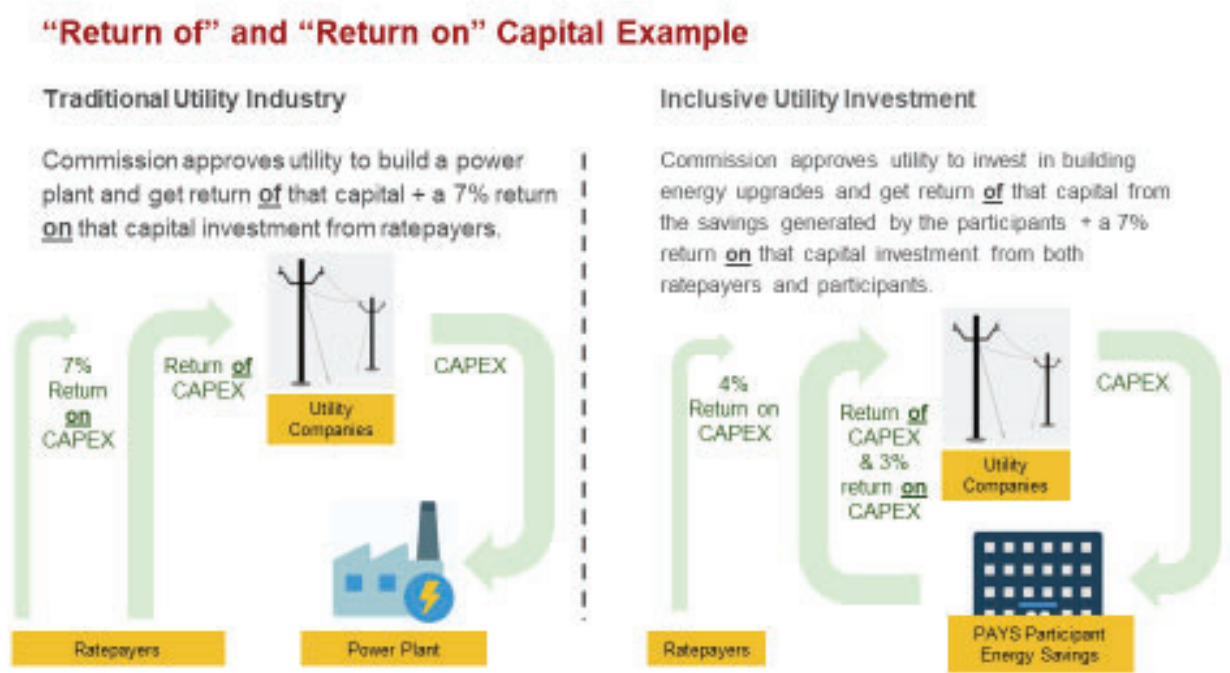 “Return of” and “Return on” Capital Example
Traditional Utility Industry
Commission approves utility to build a power
plant and get return of that capital + a 7% return
on that capital investment from ratepayers.
7%
Return
on
CAPEX
Return of
CAPEX
Utility
Companies
CAPEX
Ratepayers
Power Plant
Inclusive Utility Investment
Commission approves utility to invest in building
energy upgrades and get return of that capital from
the savings generated by the participants + a 7%
return on that capital investment from both
ratepayers and participants.
4%
Return on
CAPEX
Return of
CAPEX
& 3%
return on
CAPEX
Utility
Companies
CAPEX
Ratepayers
PAYS Participant
Energy Savings